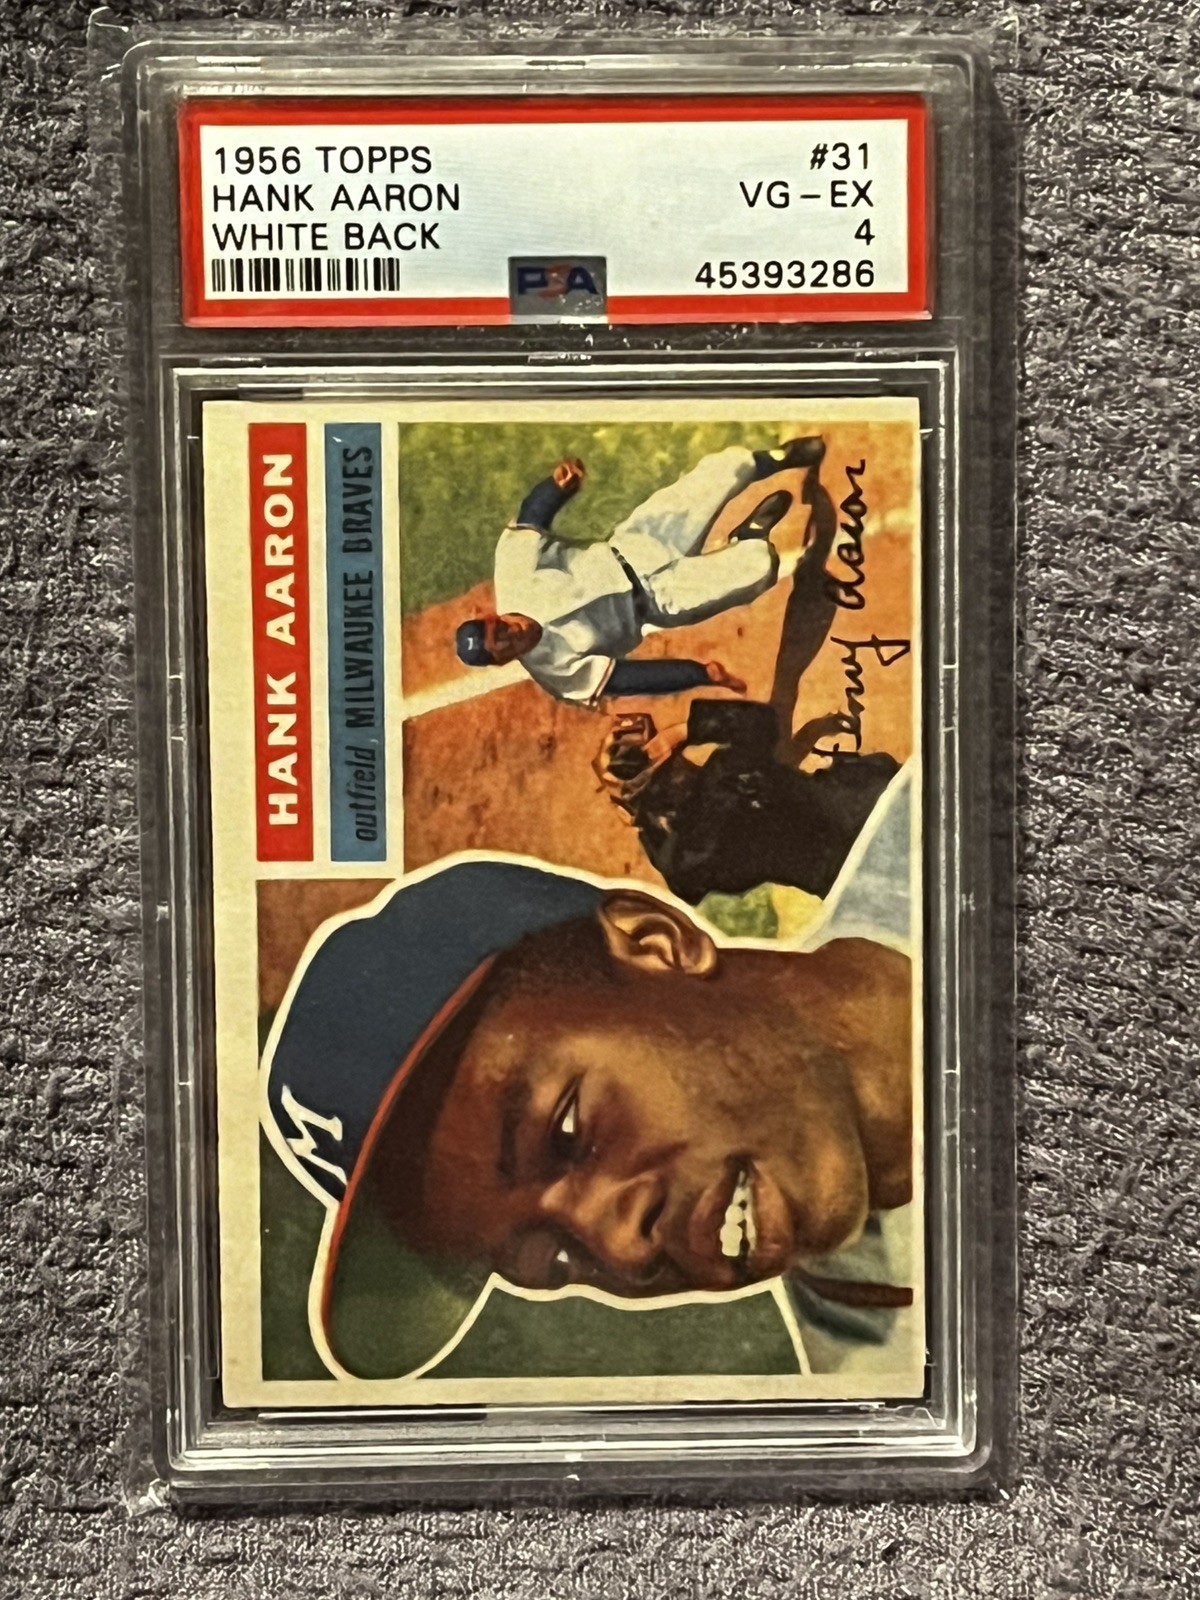 1956 TOPPS #31
HANK AARON VG-EX
WHITE BACK 4
45393286
PSA
HANK AARON
outfield MILWAUKEE BRAVES
Henry Aaron
M